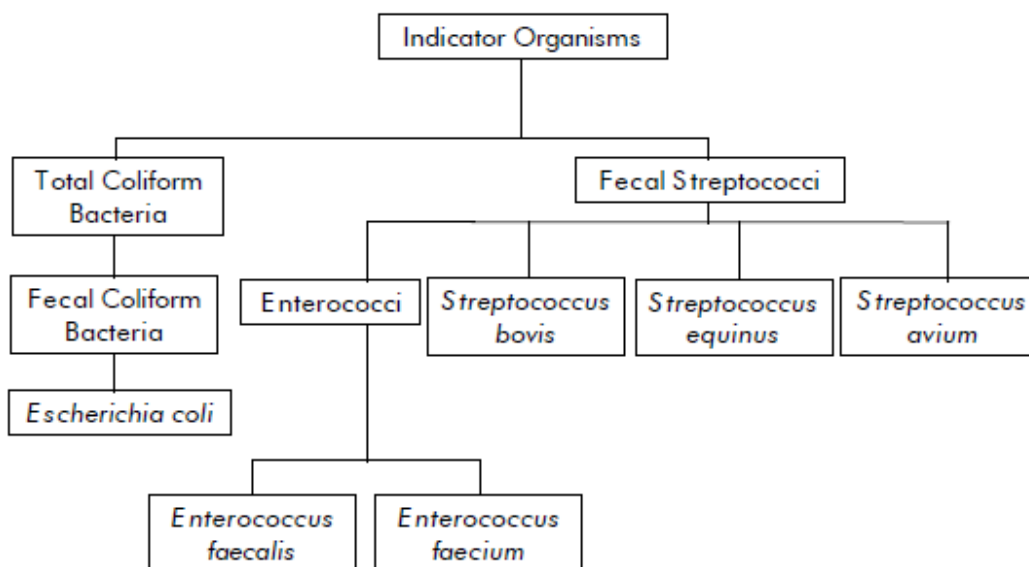 Indicator Organisms
Total Coliform
Bacteria
Fecal Streptococci
Fecal Coliform
Bacteria
Enterococci
Streptococcus
bovis
Streptococcus
equinus
Streptococcus
avium
Escherichia coli
Enterococcus
faecalis
Enterococcus
faecium